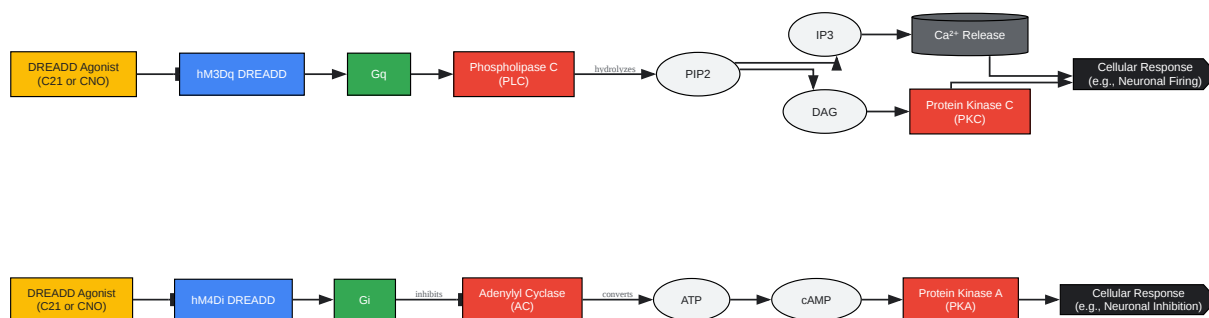 DREADD Agonist
(C21 or CNO)
hM3Dq DREADD
Gq
Phospholipase C
(PLC)
hydrolyzes
PIP2
IP3
Ca²⁺ Release
DAG
Protein Kinase C
(PKC)
Cellular Response
(e.g., Neuronal Firing)
DREADD Agonist
(C21 or CNO)
hM4Di DREADD
Gi
inhibits
Adenylyl Cyclase
(AC)
converts
ATP
cAMP
Protein Kinase A
(PKA)
Cellular Response
(e.g., Neuronal Inhibition)